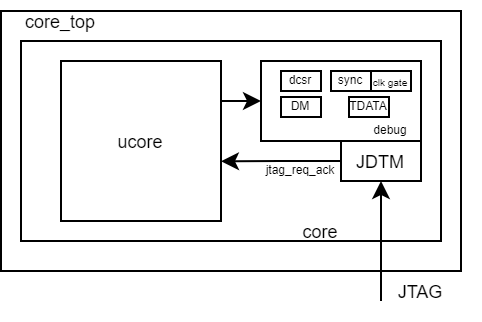 core_top
dcsr
sync
clk gate
DM
TDATA
debug
ucore
JDTM
jtag_req_ack
core
JTAG